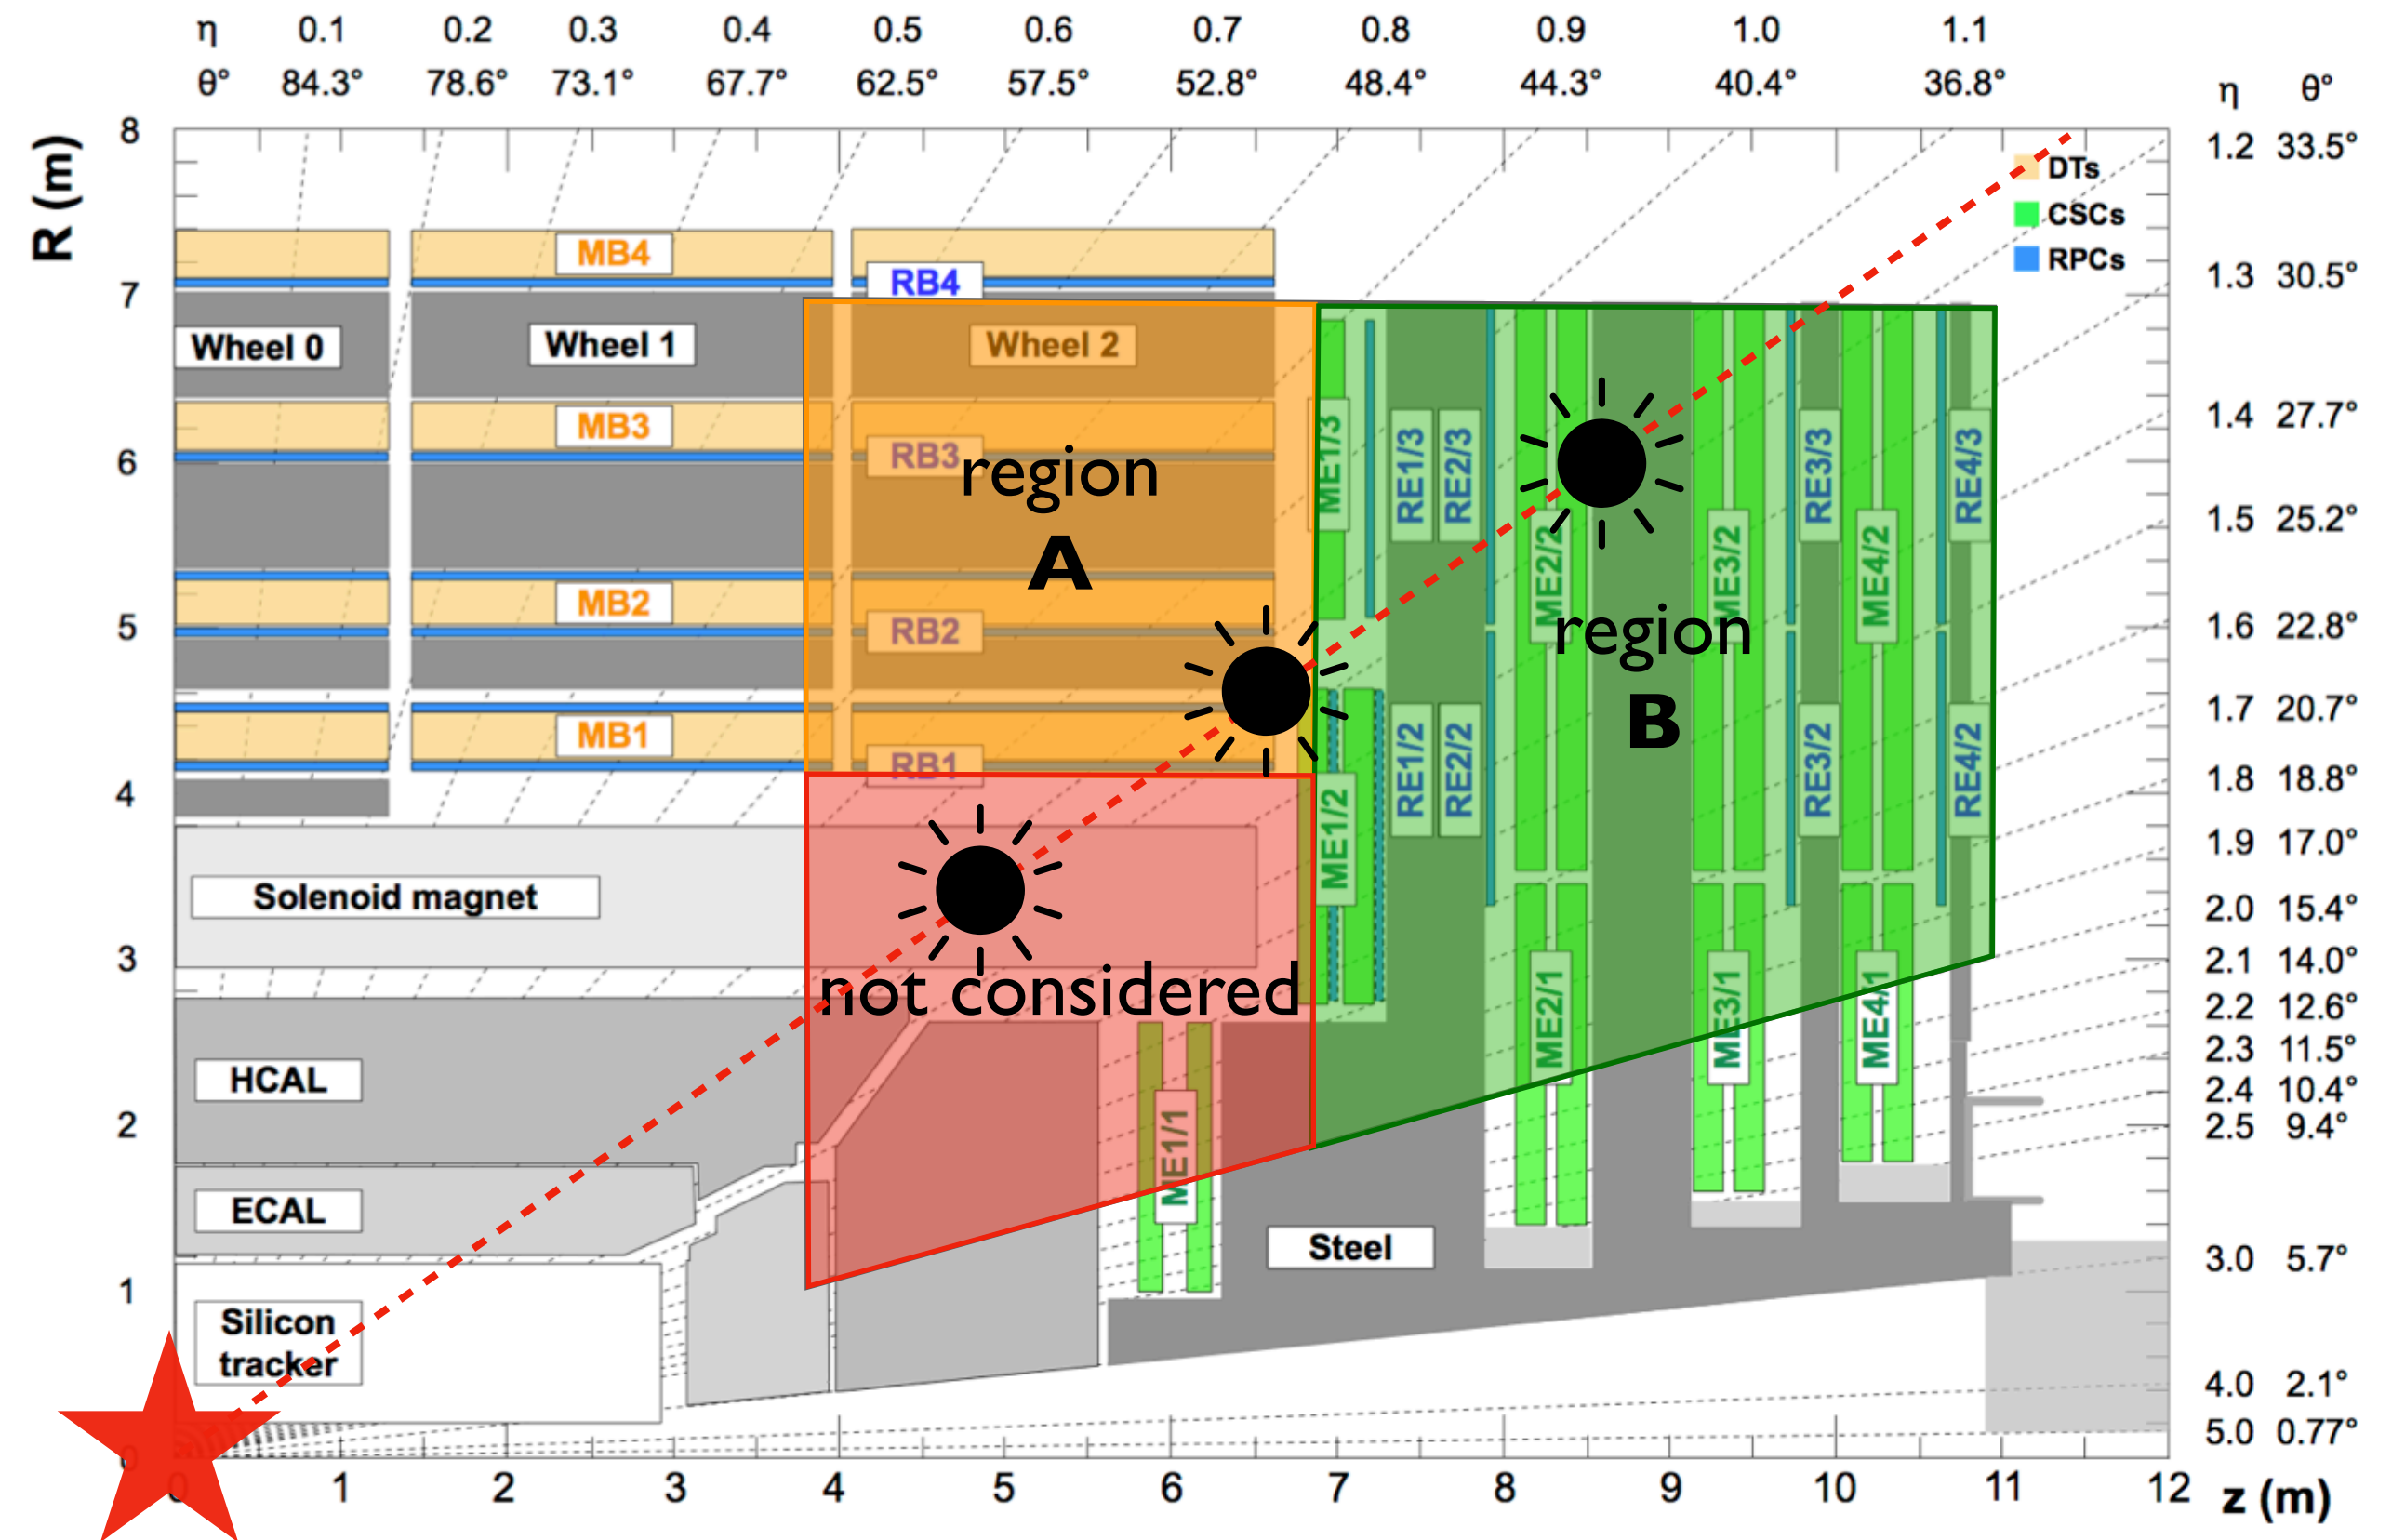 η 0.1 0.2 0.3 0.4 0.5 0.6 0.7 0.8 0.9 1.0 1.1
θ° 84.3° 78.6° 73.1° 67.7° 62.5° 57.5° 52.8° 48.4° 44.3° 40.4° 36.8° η θ°
R (m)
8
7
6
5
4
3
2
1
0
0 1 2 3 4 5 6 7 8 9 10 11 12 z (m)
1.2 33.5°
1.3 30.5°
1.4 27.7°
1.5 25.2°
1.6 22.8°
1.7 20.7°
1.8 18.8°
1.9 17.0°
2.0 15.4°
2.1 14.0°
2.2 12.6°
2.3 11.5°
2.4 10.4°
2.5 9.4°
3.0 5.7°
4.0 2.1°
5.0 0.77°
DTs
CSCs
RPCs
MB4
RB4
Wheel 0
Wheel 1
Wheel 2
MB3
RB3
MB2
RB2
MB1
RB1
region
A
region
B
not considered
Solenoid magnet
HCAL
ECAL
Silicon
tracker
Steel
ME1/3
RE1/3
RE2/3
ME2/2
ME3/2
RE3/3
ME4/2
RE4/3
ME1/2
RE1/2
RE2/2
RE3/2
RE4/2
ME1/1
ME2/1
ME3/1
ME4/1